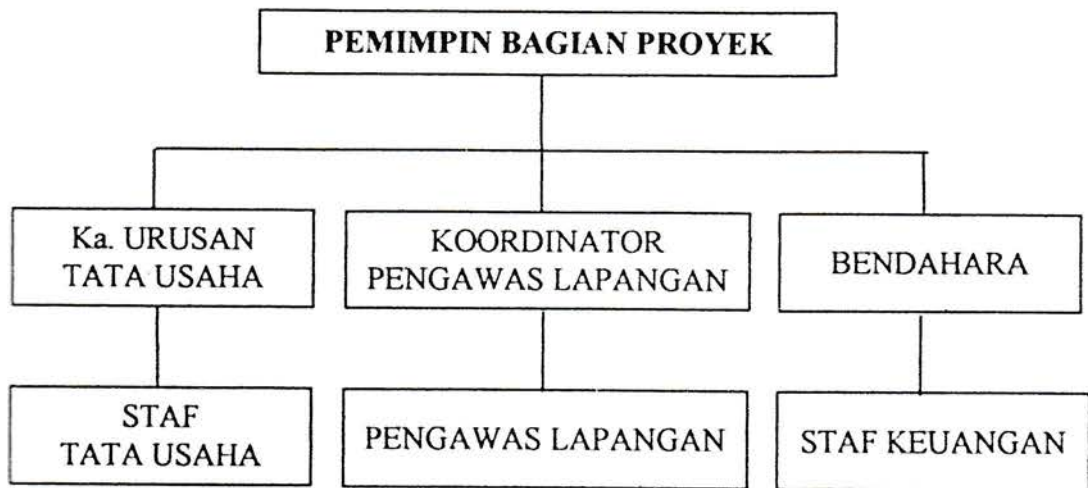 PEMIMPIN BAGIAN PROYEK
Ka. URUSAN
TATA USAHA
KOORDINATOR
PENGAWAS LAPANGAN
BENDAHARA
STAF
TATA USAHA
PENGAWAS LAPANGAN
STAF KEUANGAN